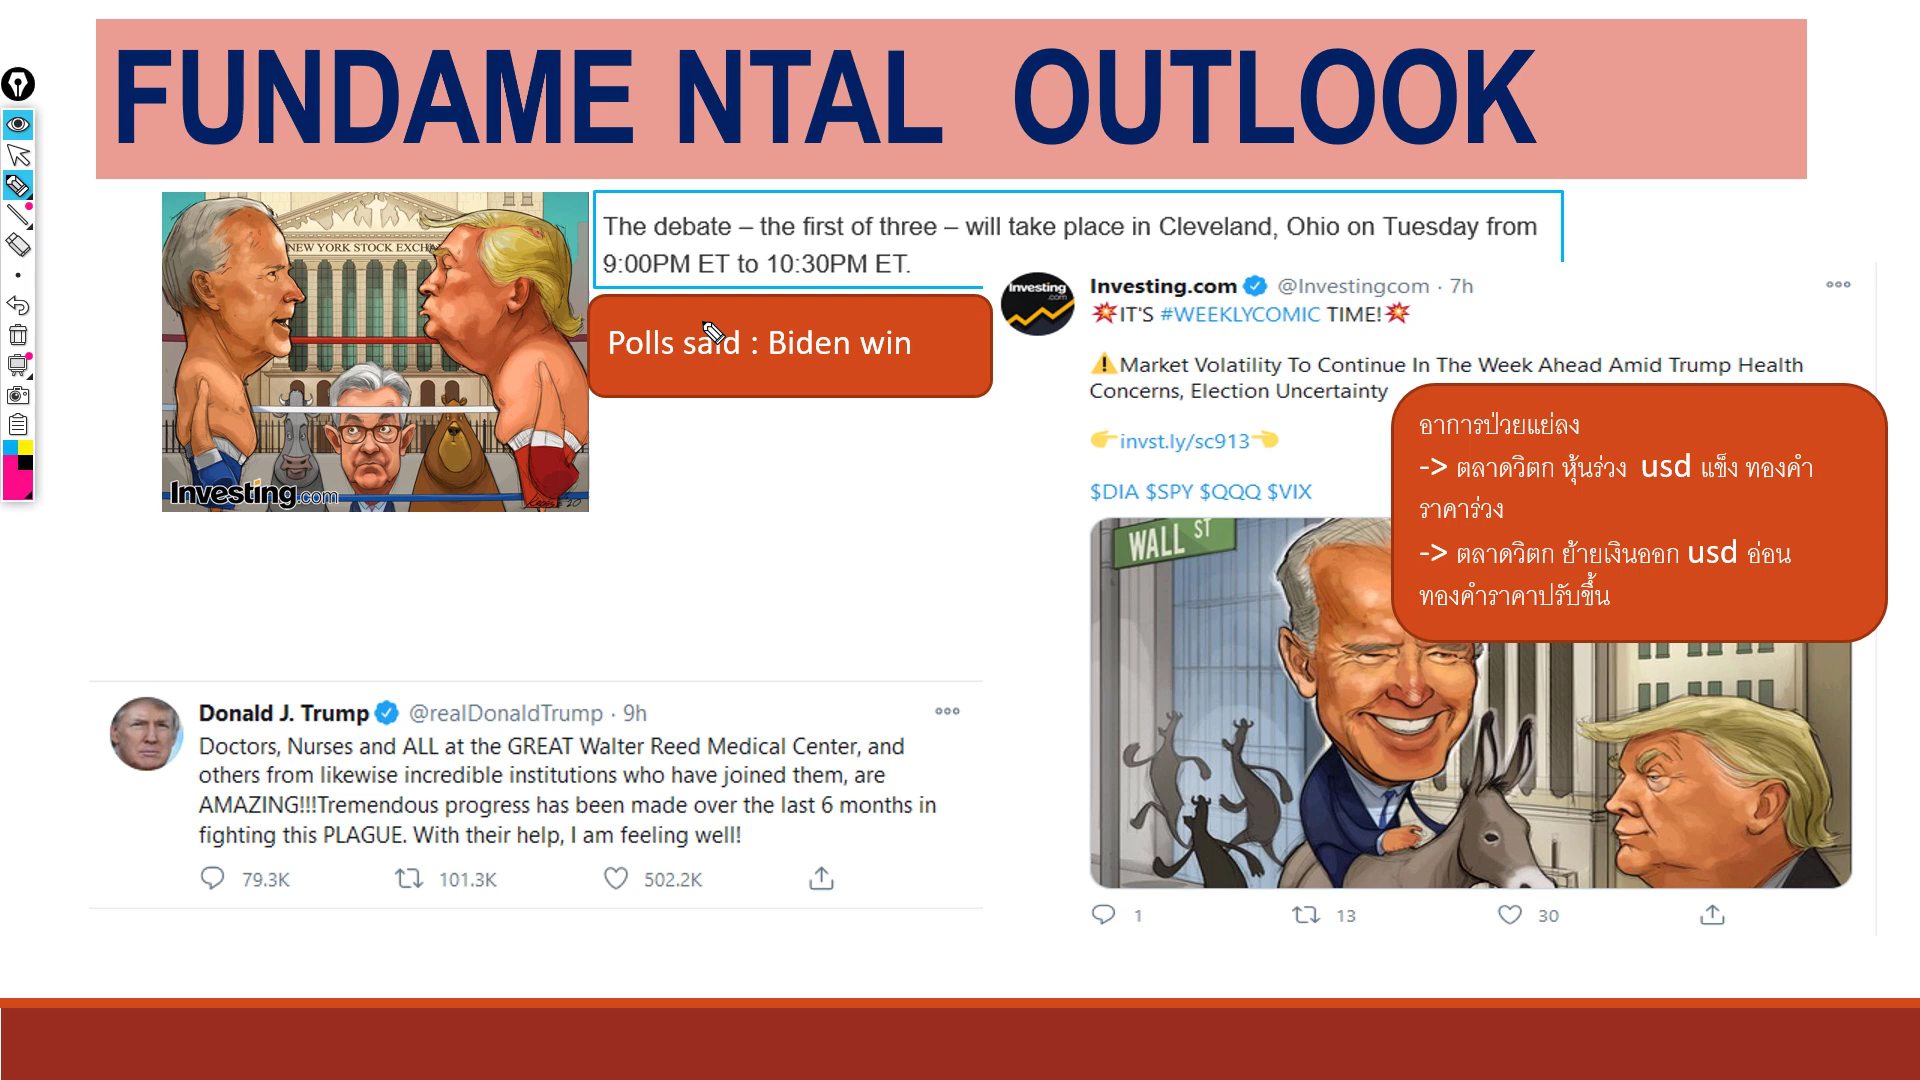 FUNDAME NTAL OUTLOOK
NEW YORK STOCK EXCHA
Investing.com
The debate – the first of three – will take place in Cleveland, Ohio on Tuesday from
9:00PM ET to 10:30PM ET.
Polls said : Biden win
Investing.com
Investing.com @Investingcom · 7h
💥IT'S #WEEKLYCOMIC TIME!💥
⚠️Market Volatility To Continue In The Week Ahead Amid Trump Health
Concerns, Election Uncertainty
👉invst.ly/sc913👈
$DIA $SPY $QQQ $VIX
อาการป่วยแย่ลง
-> ตลาดวิตก หุ้นร่วง usd แข็ง ทองคำ
ราคาร่วง
-> ตลาดวิตก ย้ายเงินออก usd อ่อน
ทองคำราคาปรับขึ้น
WALL ST
1 13 30
Donald J. Trump @realDonaldTrump · 9h
Doctors, Nurses and ALL at the GREAT Walter Reed Medical Center, and
others from likewise incredible institutions who have joined them, are
AMAZING!!!Tremendous progress has been made over the last 6 months in
fighting this PLAGUE. With their help, I am feeling well!
79.3K 101.3K 502.2K